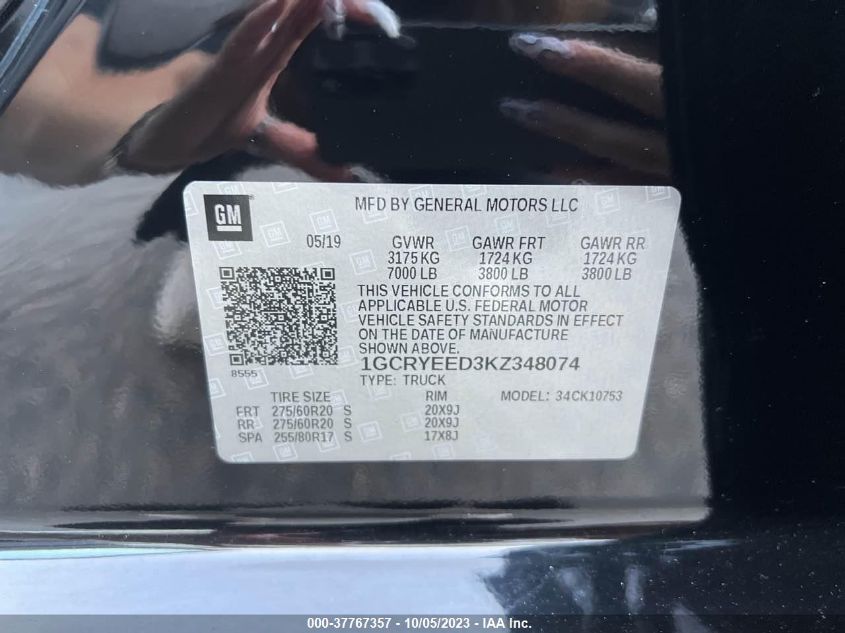 GM
MFD BY GENERAL MOTORS LLC
05/19 GVWR GAWR FRT GAWR RR
3175 KG 1724 KG 1724 KG
7000 LB 3800 LB 3800 LB
THIS VEHICLE CONFORMS TO ALL
APPLICABLE U.S. FEDERAL MOTOR
VEHICLE SAFETY STANDARDS IN EFFECT
ON THE DATE OF MANUFACTURE
SHOWN ABOVE.
8555
1GCRYEED3KZ348074
TYPE: TRUCK MODEL: 34CK10753
TIRE SIZE RIM
FRT 275/60R20 S 20X9J
RR 275/60R20 S 20X9J
SPA 255/80R17 S 17X8J
000-37767357 - 10/05/2023 - IAA Inc.